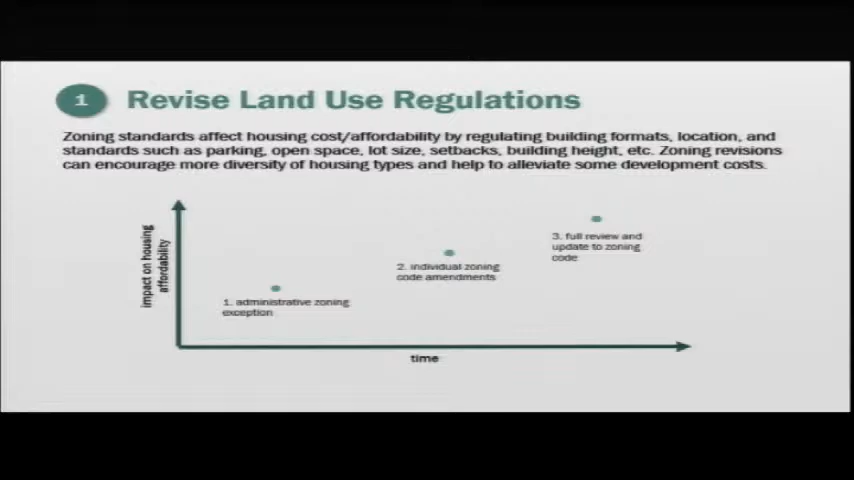 1
Revise Land Use Regulations
Zoning standards affect housing cost/affordability by regulating building formats, location, and
standards such as parking, open space, lot size, setbacks, building height, etc. Zoning revisions
can encourage more diversity of housing types and help to alleviate some development costs.
impact on housing
affordability
3. full review and
update to zoning
code
2. individual zoning
code amendments
1. administrative zoning
exception
time